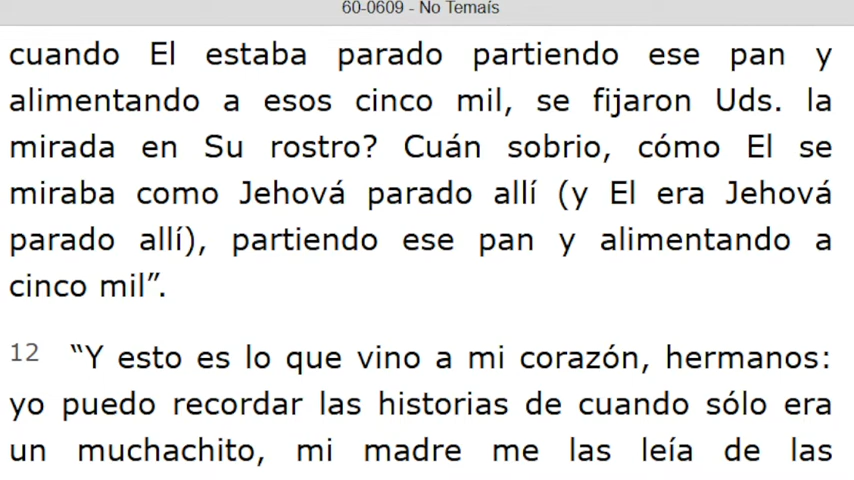 60-0609 - No Temaís
cuando El estaba parado partiendo ese pan y
alimentando a esos cinco mil, se fijaron Uds. la
mirada en Su rostro? Cuán sobrio, cómo El se
miraba como Jehová parado allí (y El era Jehová
parado allí), partiendo ese pan y alimentando a
cinco mil”.
12 “Y esto es lo que vino a mi corazón, hermanos:
yo puedo recordar las historias de cuando sólo era
un muchachito, mi madre me las leía de las